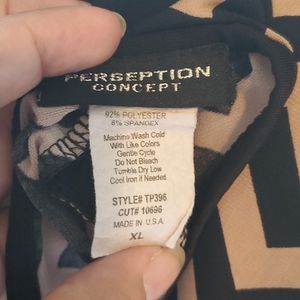 PERSEPTION
CONCEPT
92% POLYESTER
8% SPANDEX
Machine Wash Cold
With Like Colors
Gentle Cycle
Do Not Bleach
Tumble Dry Low
Cool Iron if Needed
STYLE# TP396
CUT# 10696
MADE IN U.S.A.
XL